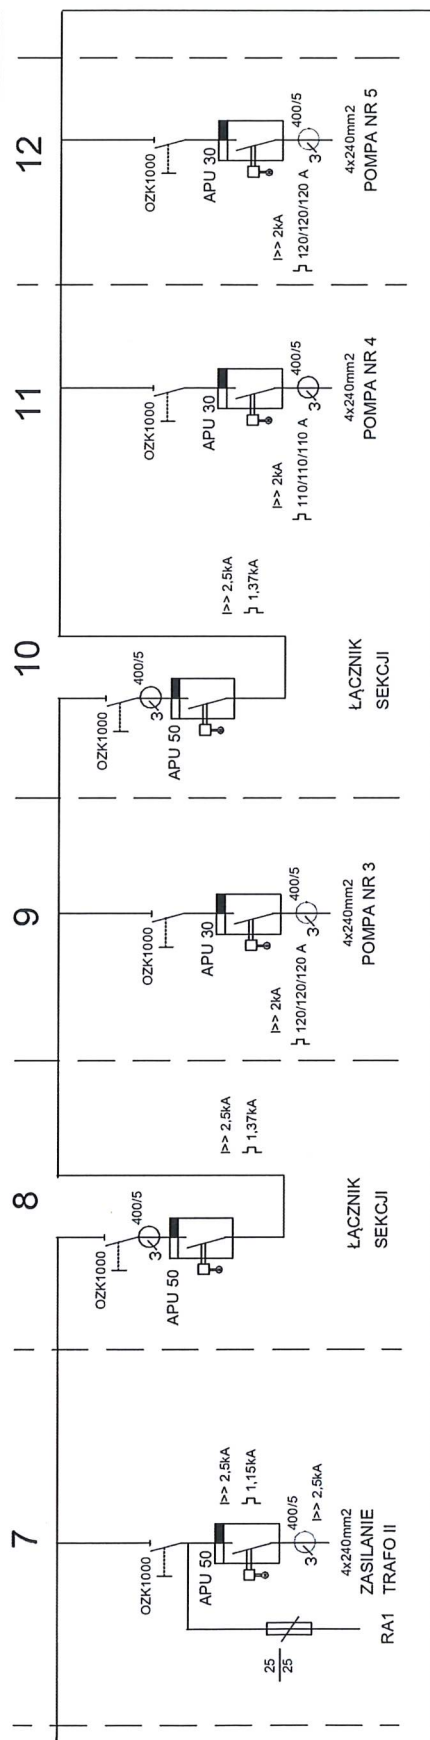 7
OZK1000
APU 50
I>> 2,5kA
1,15kA
400/5
3
I>> 2,5kA
4x240mm2
ZASILANIE
TRAFO II
RA1
25
25
8
OZK1000
400/5
3
APU 50
I>> 2,5kA
1,37kA
ŁĄCZNIK
SEKCJI
9
OZK1000
APU 30
400/5
3
I>> 2kA
120/120/120 A
4x240mm2
POMPA NR 3
10
OZK1000
400/5
3
APU 50
I>> 2,5kA
1,37kA
ŁĄCZNIK
SEKCJI
11
OZK1000
APU 30
400/5
3
I>> 2kA
110/110/110 A
4x240mm2
POMPA NR 4
12
OZK1000
APU 30
400/5
3
I>> 2kA
120/120/120 A
4x240mm2
POMPA NR 5